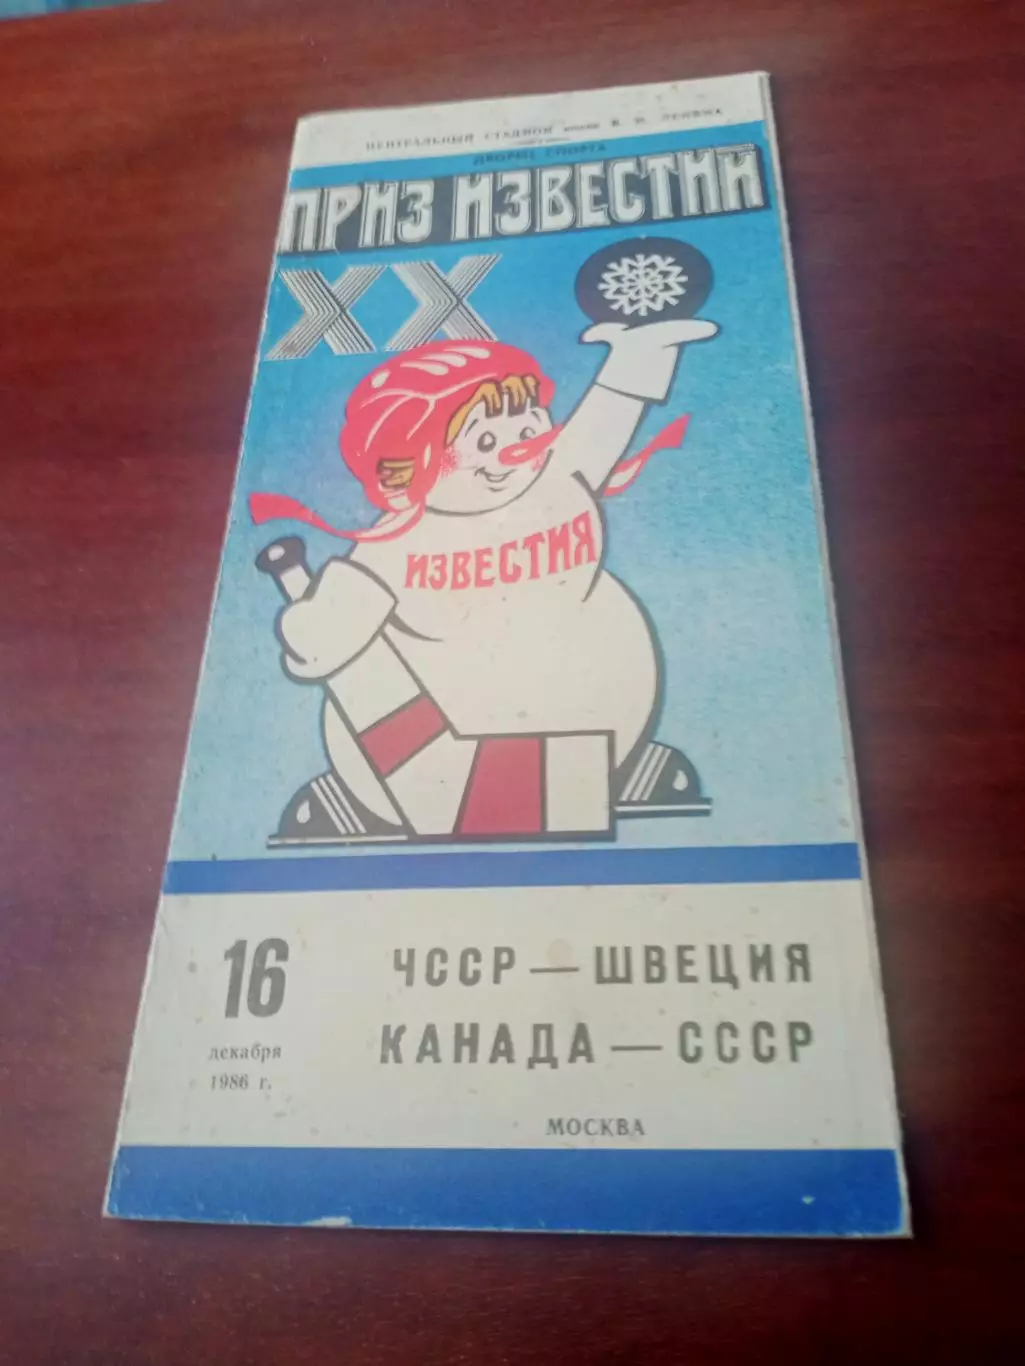 ЦЕНТРАЛЬНЫЙ СТАДИОН имени В. И. ЛЕНИНА
ДВОРЕЦ СПОРТА
ПРИЗ ИЗВЕСТИЙ
XX
ИЗВЕСТИЯ
16
декабря
1986 г.
ЧССР — ШВЕЦИЯ
КАНАДА — СССР
МОСКВА